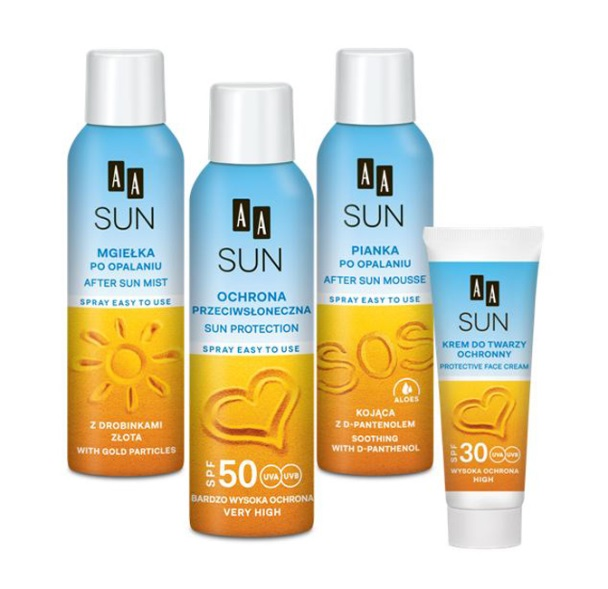 AA
SUN
MGIEŁKA
PO OPALANIU
AFTER SUN MIST
SPRAY EASY TO USE
Z DROBINKAMI
ZŁOTA
WITH GOLD PARTICLES
AA
SUN
OCHRONA
PRZECIWSŁONECZNA
SUN PROTECTION
SPRAY EASY TO USE
SPF 50 UVA UVB
BARDZO WYSOKA OCHRONA
VERY HIGH
AA
SUN
PIANKA
PO OPALANIU
AFTER SUN MOUSSE
SPRAY EASY TO USE
SOS
ALOES
KOJĄCA
Z D-PANTENOLEM
SOOTHING
WITH D-PANTHENOL
AA
SUN
KREM DO TWARZY
OCHRONNY
PROTECTIVE FACE CREAM
SPF 30 UVA UVB
WYSOKA OCHRONA
HIGH